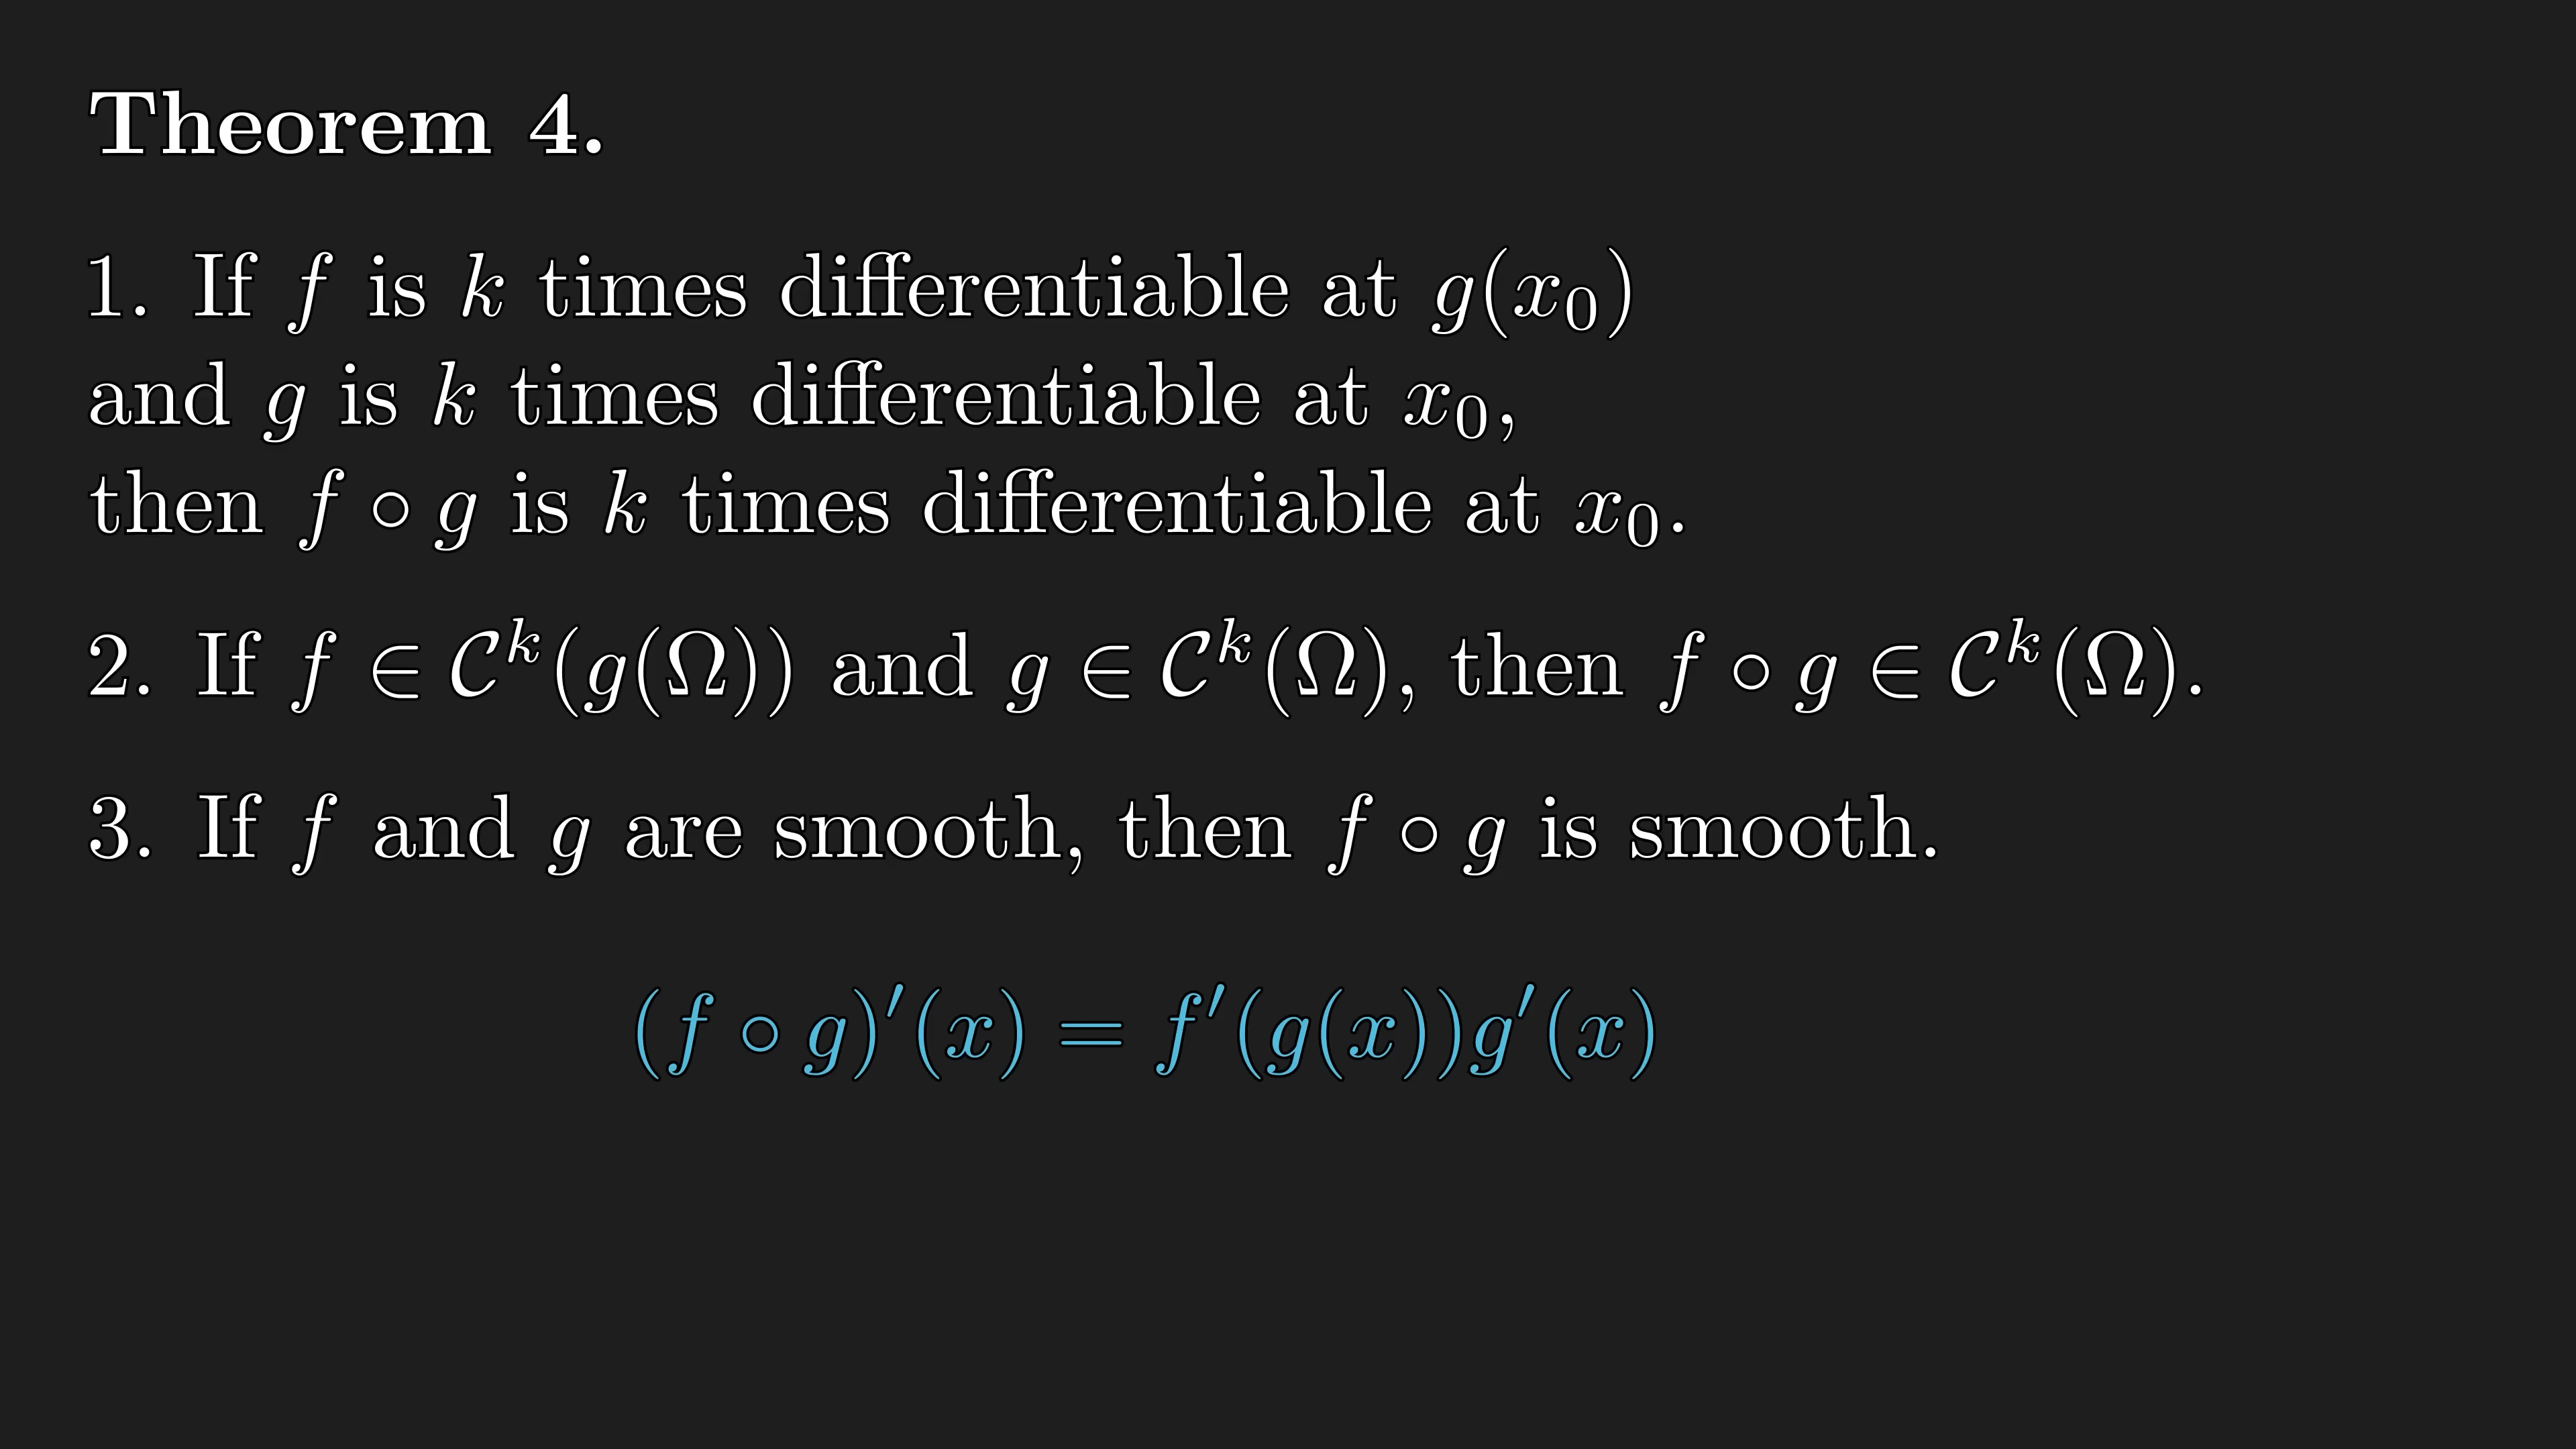 Theorem 4.
1. If f is k times differentiable at g(x₀)
and g is k times differentiable at x₀,
then f ∘ g is k times differentiable at x₀.
2. If f ∈ 𝒞ᵏ(g(Ω)) and g ∈ 𝒞ᵏ(Ω), then f ∘ g ∈ 𝒞ᵏ(Ω).
3. If f and g are smooth, then f ∘ g is smooth.
(f ∘ g)′(x) = f′(g(x))g′(x)